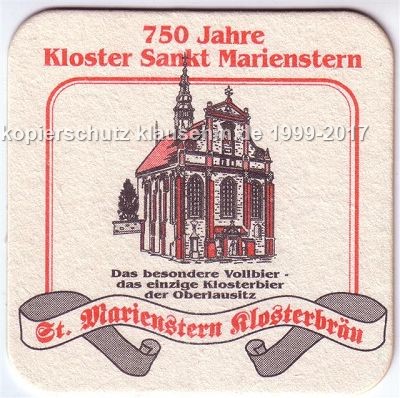 750 Jahre
Kloster Sankt Marienstern
kopierschutz klausehm.de 1999-2017
Das besondere Vollbier -
das einzige Klosterbier
der Oberlausitz
St. Marienstern Klosterbräu